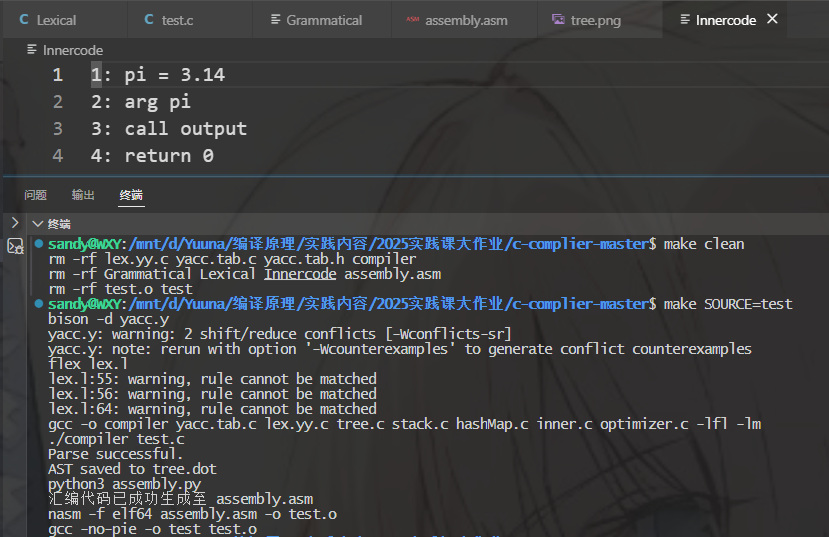 Lexical test.c Grammatical assembly.asm tree.png Innercode
Innercode
1 1: pi = 3.14
2 2: arg pi
3 3: call output
4 4: return 0
问题 输出 终端
终端
sandy@WXY:/mnt/d/Yuuna/编译原理/实践内容/2025实践课大作业/c-complier-master$ make clean
rm -rf lex.yy.c yacc.tab.c yacc.tab.h compiler
rm -rf Grammatical Lexical Innercode assembly.asm
rm -rf test.o test
sandy@WXY:/mnt/d/Yuuna/编译原理/实践内容/2025实践课大作业/c-complier-master$ make SOURCE=test
bison -d yacc.y
yacc.y: warning: 2 shift/reduce conflicts [-Wconflicts-sr]
yacc.y: note: rerun with option '-Wcounterexamples' to generate conflict counterexamples
flex lex.l
lex.l:55: warning, rule cannot be matched
lex.l:56: warning, rule cannot be matched
lex.l:64: warning, rule cannot be matched
gcc -o compiler yacc.tab.c lex.yy.c tree.c stack.c hashMap.c inner.c optimizer.c -lfl -lm
./compiler test.c
Parse successful.
AST saved to tree.dot
python3 assembly.py
汇编代码已成功生成至 assembly.asm
nasm -f elf64 assembly.asm -o test.o
gcc -no-pie -o test test.o